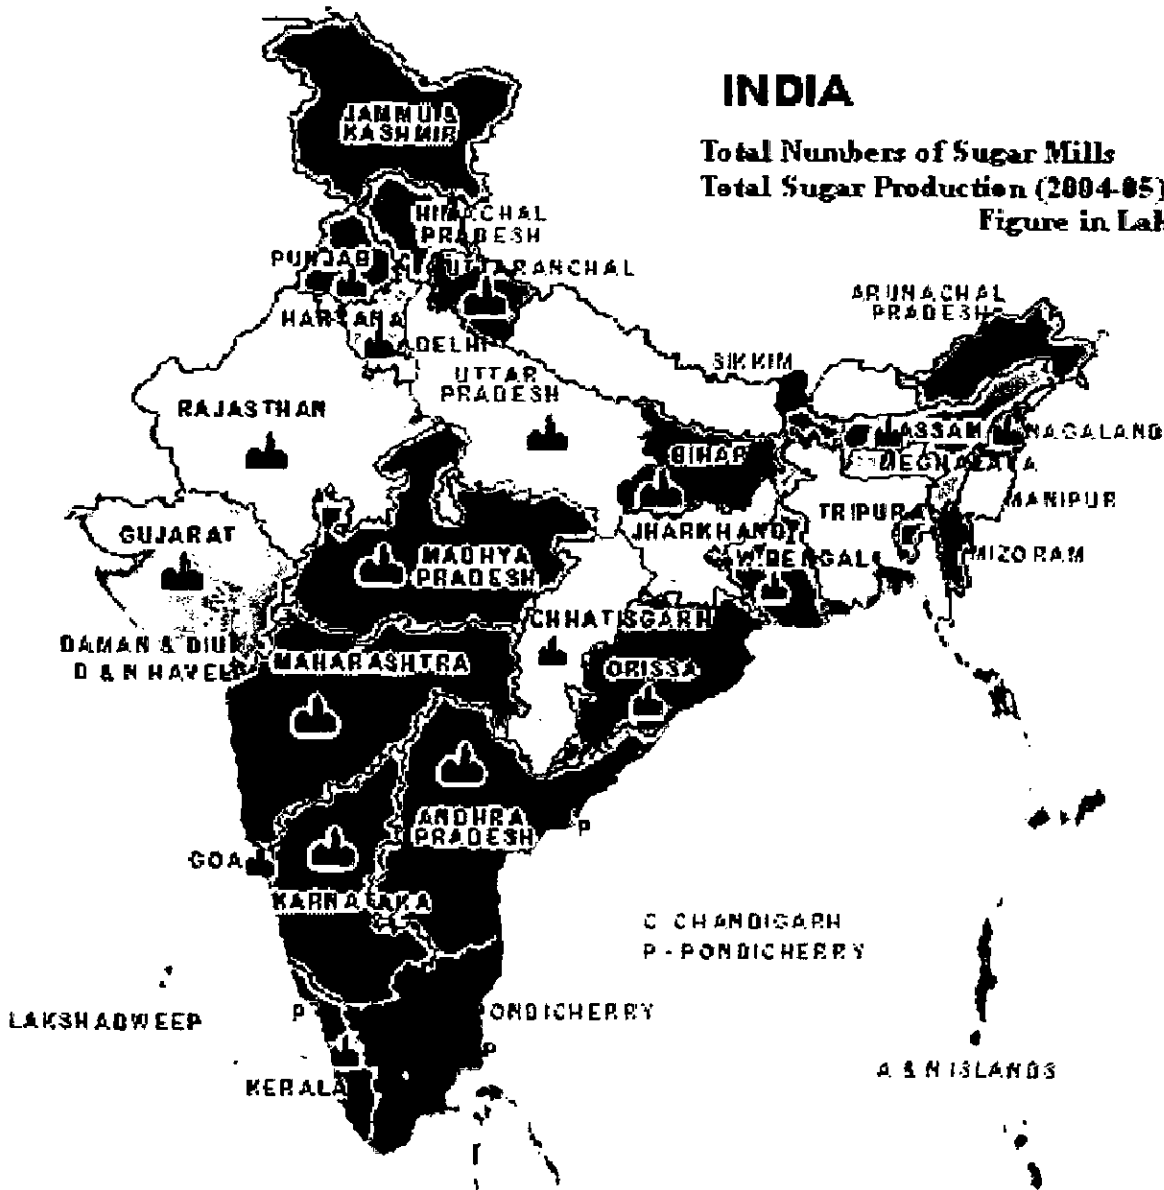 INDIA
Total Numbers of Sugar Mills
Total Sugar Production (2004-05)
Figure in Lak
JAMMU &
KASHMIR
HIMACHAL
PRADESH
PUNJAB
UTTARANCHAL
HARYANA
DELHI
ARUNACHAL
PRADESH
SIKKIM
UTTAR
PRADESH
RAJASTHAN
ASSAM
NAGALAND
BIHAR
MEGHALAYA
MANIPUR
GUJARAT
TRIPURA
JHARKHAND
MADHYA
PRADESH
W.BENGAL
MIZORAM
CHHATISGARH
DAMAN & DIU
D & N HAVELI
MAHARASHTRA
ORISSA
ANDHRA
PRADESH
P
GOA
KARNATAKA
C CHANDIGARH
P - PONDICHERRY
LAKSHADWEEP
P
PONDICHERRY
P
KERALA
A & N ISLANDS